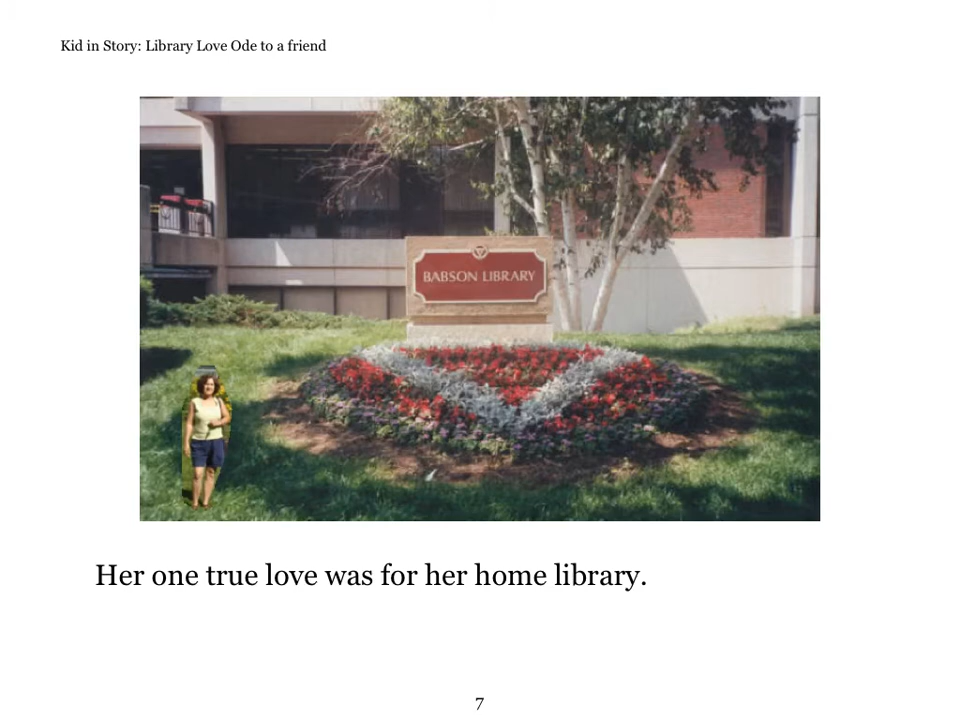 Kid in Story: Library Love Ode to a friend
BABSON LIBRARY
Her one true love was for her home library.
7